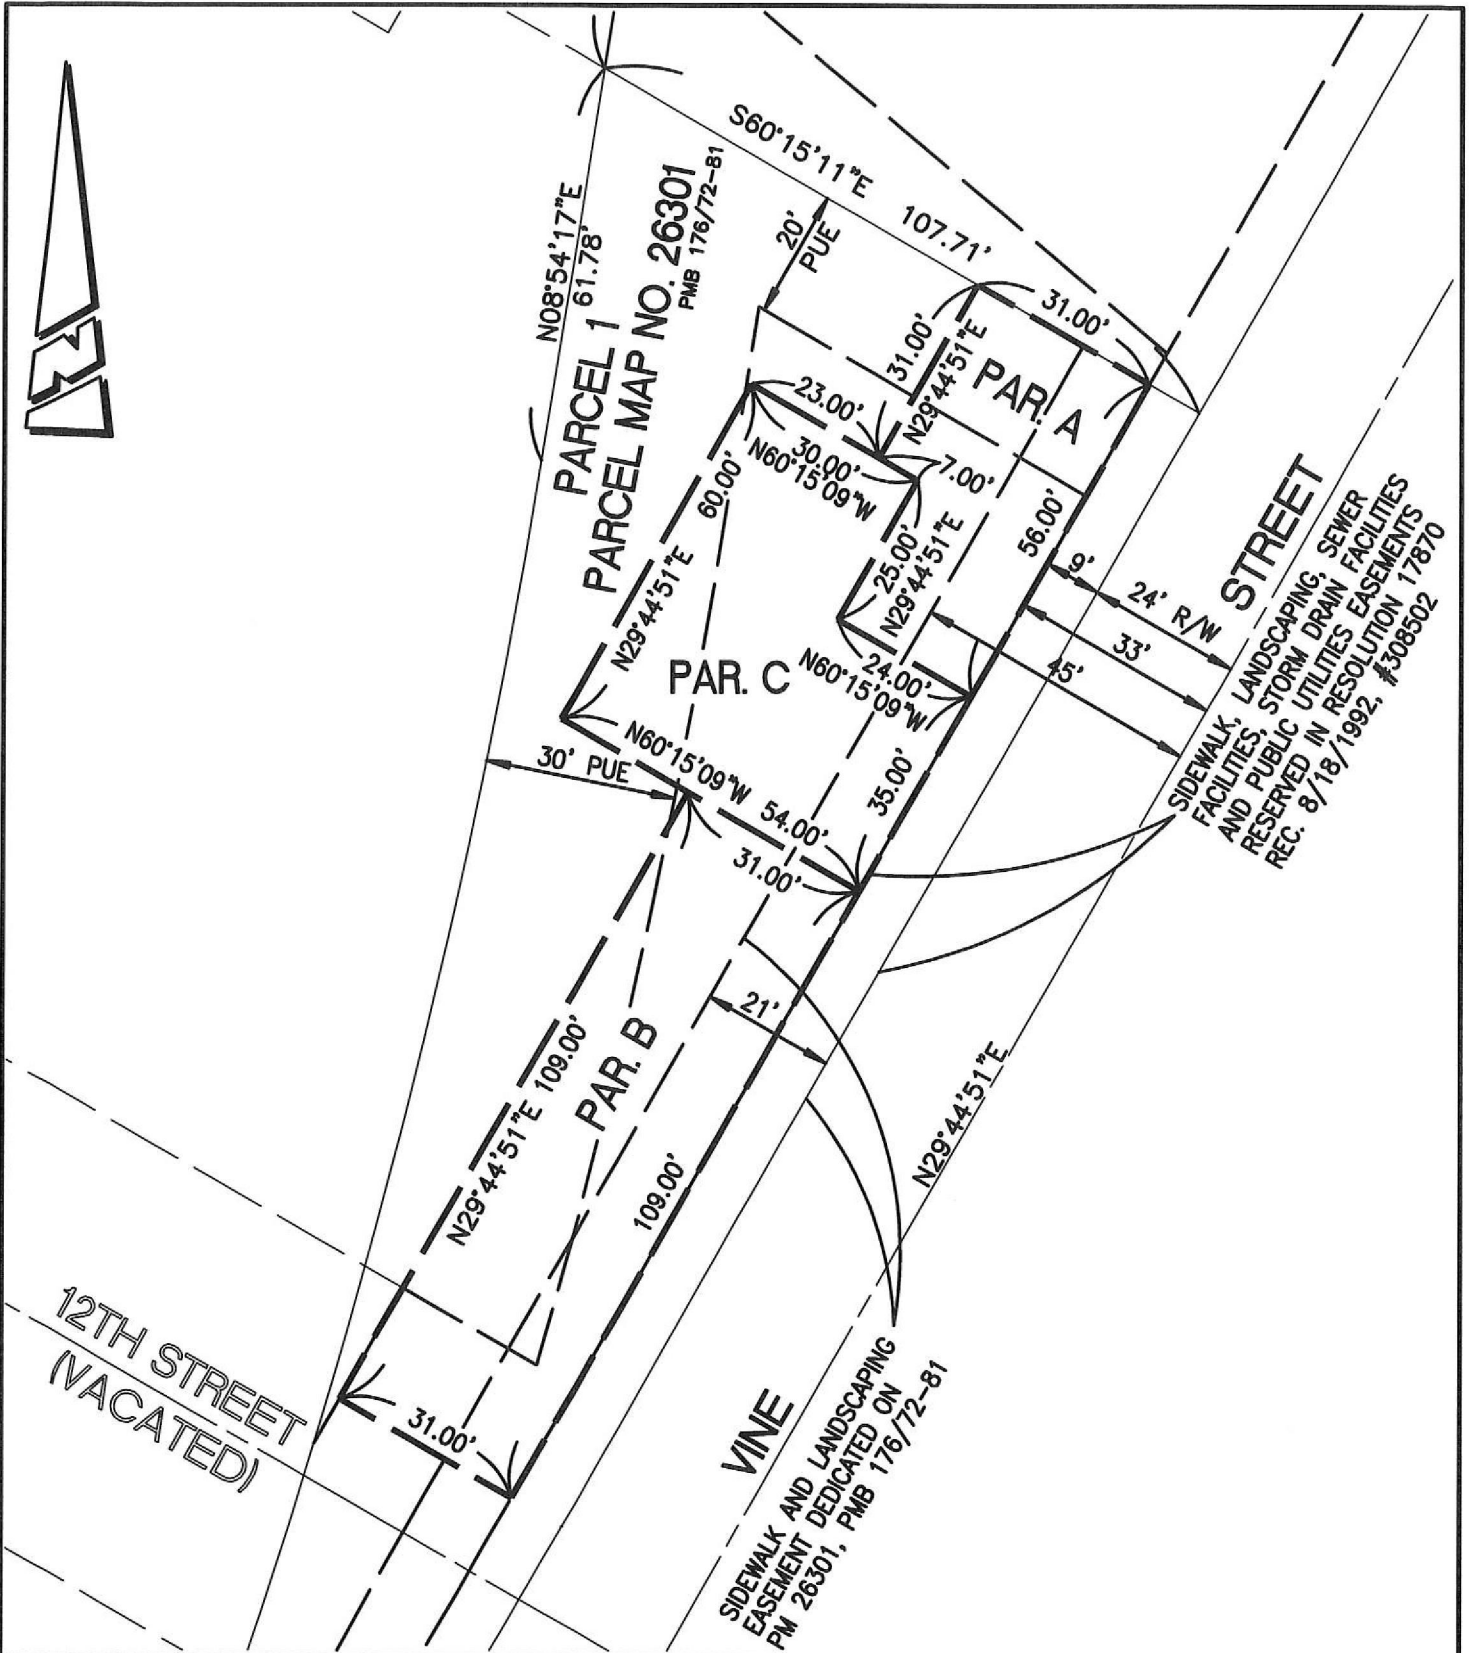 S60°15'11"E 107.71'
N08°54'17"E
61.78'
PARCEL 1
PARCEL MAP NO. 26301
PMB 176/72-81
20'
PUE
31.00'
31.00'
N29°44'51"E
PAR. A
23.00'
30.00'
N60°15'09"W
7.00'
60.00'
N29°44'51"E
25.00'
N29°44'51"E
56.00'
9'
24' R/W
33'
45'
STREET
SIDEWALK, LANDSCAPING, SEWER
FACILITIES, STORM DRAIN FACILITIES
AND PUBLIC UTILITIES EASEMENTS
RESERVED IN RESOLUTION 17870
REC. 8/18/1992, #308502
PAR. C
24.00'
N60°15'09"W
30' PUE
N60°15'09"W
54.00'
31.00'
35.00'
21'
PAR. B
N29°44'51"E 109.00'
109.00'
N29°44'51"E
12TH STREET
(VACATED)
31.00'
VINE
SIDEWALK AND LANDSCAPING
EASEMENT DEDICATED ON
PM 26301, PMB 176/72-81
N